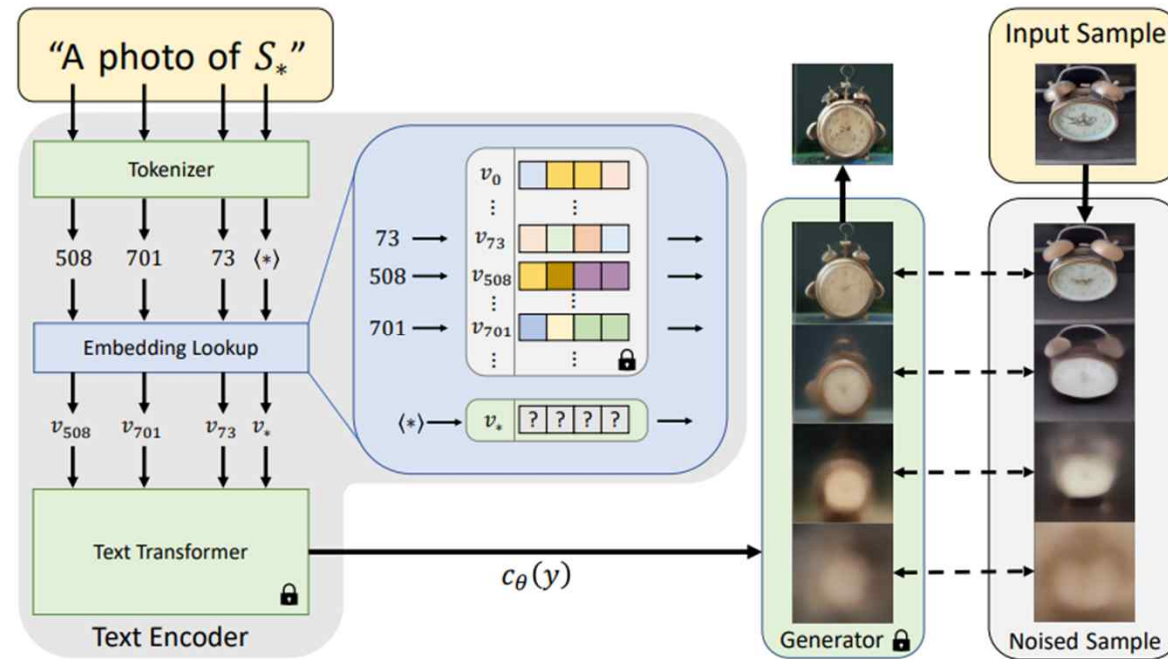 “A photo of S*”
Tokenizer
508 701 73 ⟨*⟩
Embedding Lookup
v508 v701 v73 v*
Text Transformer
Text Encoder
v0
⋮ ⋮
73 v73
508 v508
⋮ ⋮
701 v701
⋮ ⋮
⟨*⟩ v* ? ? ? ?
cθ(y)
Generator
Input Sample
Noised Sample